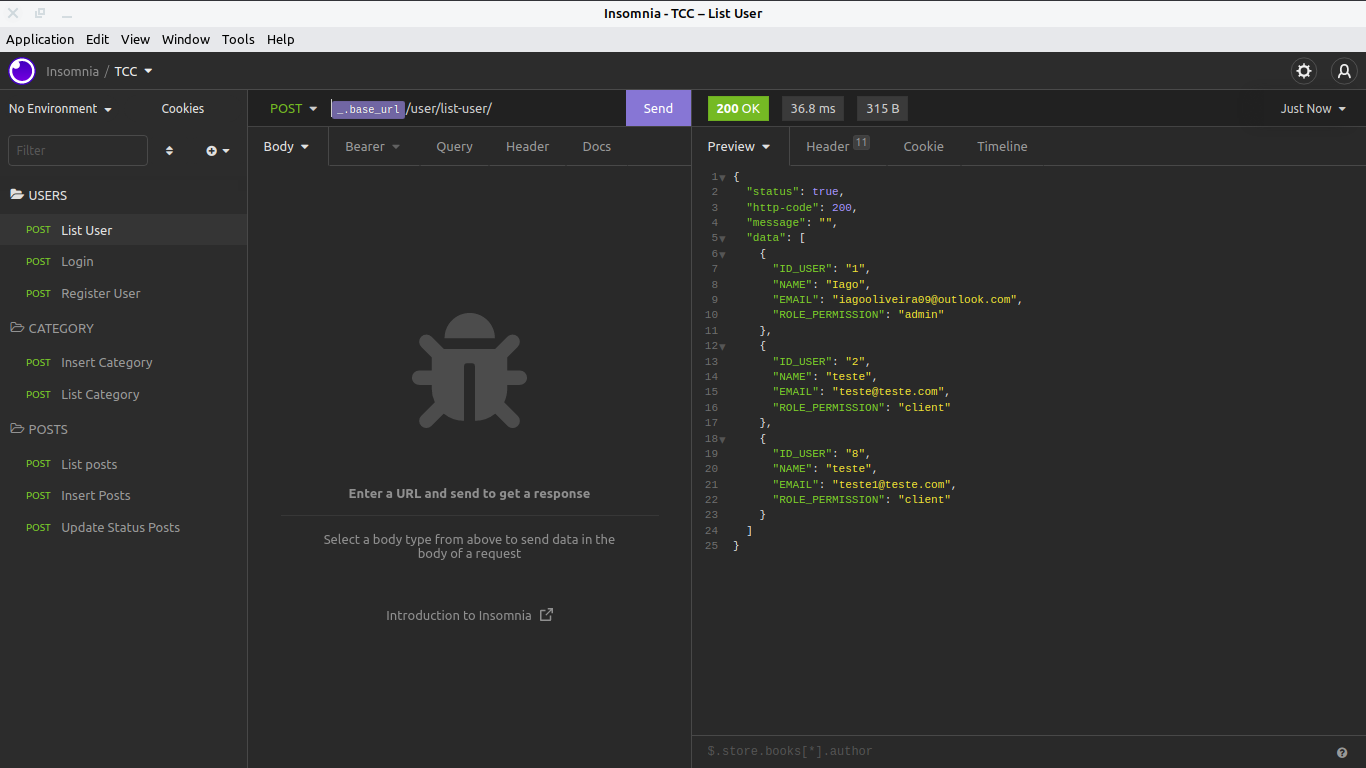 Insomnia - TCC – List User
Application Edit View Window Tools Help
Insomnia / TCC
No Environment Cookies
Filter
USERS
POST List User
POST Login
POST Register User
CATEGORY
POST Insert Category
POST List Category
POSTS
POST List posts
POST Insert Posts
POST Update Status Posts
POST _.base_url /user/list-user/ Send
Body Bearer Query Header Docs
Enter a URL and send to get a response
Select a body type from above to send data in the
body of a request
Introduction to Insomnia
200 OK 36.8 ms 315 B Just Now
Preview Header 11 Cookie Timeline
1 {
2 "status": true,
3 "http-code": 200,
4 "message": "",
5 "data": [
6 {
7 "ID_USER": "1",
8 "NAME": "Iago",
9 "EMAIL": "iagooliveira09@outlook.com",
10 "ROLE_PERMISSION": "admin"
11 },
12 {
13 "ID_USER": "2",
14 "NAME": "teste",
15 "EMAIL": "teste@teste.com",
16 "ROLE_PERMISSION": "client"
17 },
18 {
19 "ID_USER": "8",
20 "NAME": "teste",
21 "EMAIL": "teste1@teste.com",
22 "ROLE_PERMISSION": "client"
23 }
24 ]
25 }
$.store.books[*].author